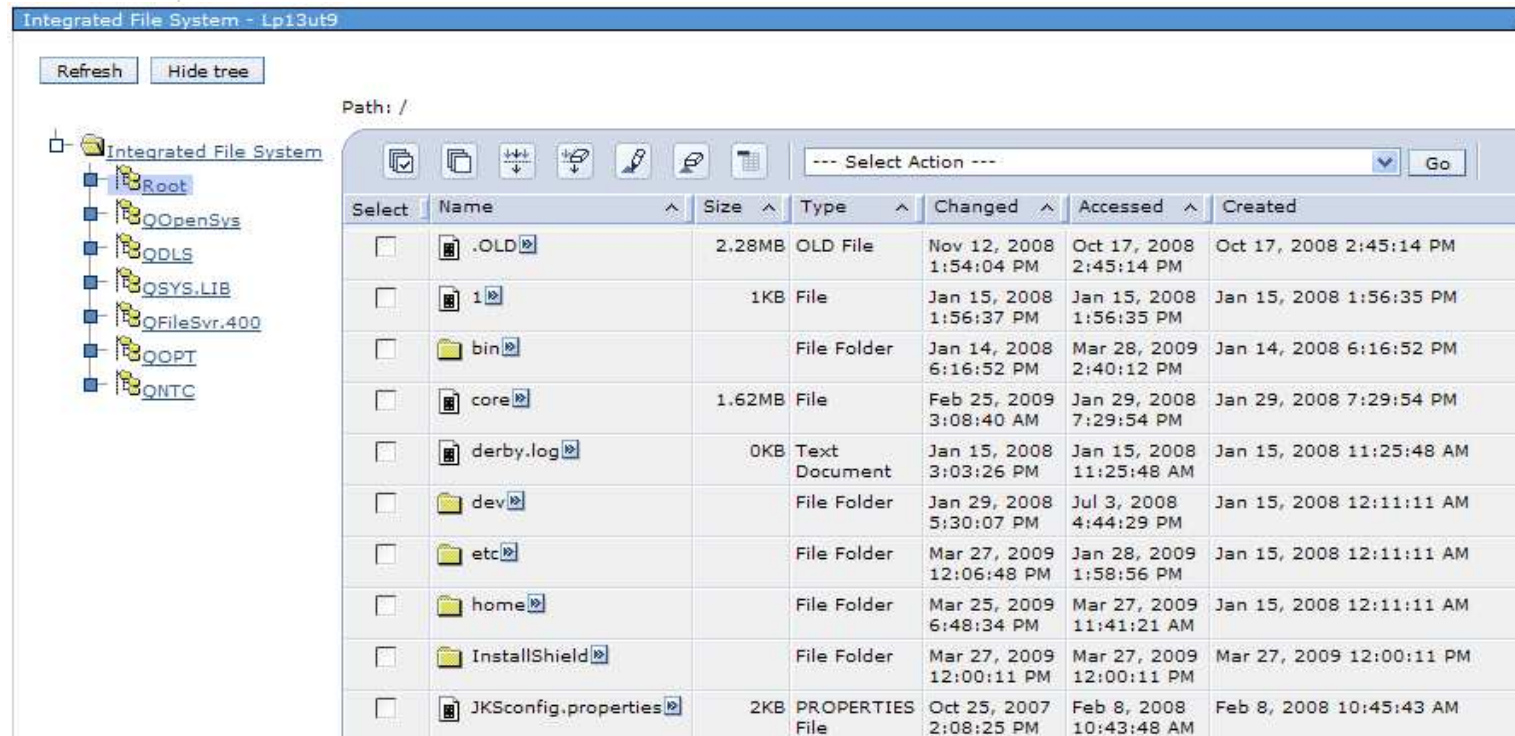 Integrated File System - Lp13ut9
Refresh Hide tree
Path: /
Integrated File System
Root
QOpenSys
QDLS
QSYS.LIB
QFileSvr.400
QOPT
QNTC
--- Select Action --- Go
Select Name Size Type Changed Accessed Created
.OLD 2.28MB OLD File Nov 12, 2008 Oct 17, 2008 Oct 17, 2008 2:45:14 PM
1:54:04 PM 2:45:14 PM
1 1KB File Jan 15, 2008 Jan 15, 2008 Jan 15, 2008 1:56:35 PM
1:56:37 PM 1:56:35 PM
bin File Folder Jan 14, 2008 Mar 28, 2009 Jan 14, 2008 6:16:52 PM
6:16:52 PM 2:40:12 PM
core 1.62MB File Feb 25, 2009 Jan 29, 2008 Jan 29, 2008 7:29:54 PM
3:08:40 AM 7:29:54 PM
derby.log 0KB Text Jan 15, 2008 Jan 15, 2008 Jan 15, 2008 11:25:48 AM
Document 3:03:26 PM 11:25:48 AM
dev File Folder Jan 29, 2008 Jul 3, 2008 Jan 15, 2008 12:11:11 AM
5:30:07 PM 4:44:29 PM
etc File Folder Mar 27, 2009 Jan 28, 2009 Jan 15, 2008 12:11:11 AM
12:06:48 PM 1:58:56 PM
home File Folder Mar 25, 2009 Mar 27, 2009 Jan 15, 2008 12:11:11 AM
6:48:34 PM 11:41:21 AM
InstallShield File Folder Mar 27, 2009 Mar 27, 2009 Mar 27, 2009 12:00:11 PM
12:00:11 PM 12:00:11 PM
JKSconfig.properties 2KB PROPERTIES Oct 25, 2007 Feb 8, 2008 Feb 8, 2008 10:45:43 AM
File 2:08:25 PM 10:43:48 AM